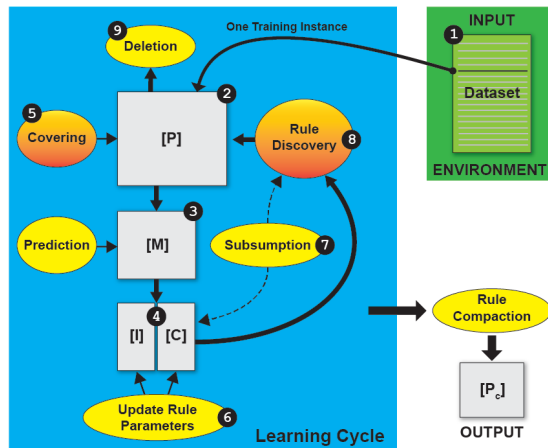 9
Deletion
One Training Instance
INPUT
1
Dataset
ENVIRONMENT
2
[P]
5
Covering
Rule
Discovery
8
3
[M]
Prediction
Subsumption
7
4
[I]
[C]
Update Rule
Parameters
6
Learning Cycle
Rule
Compaction
[Pc]
OUTPUT